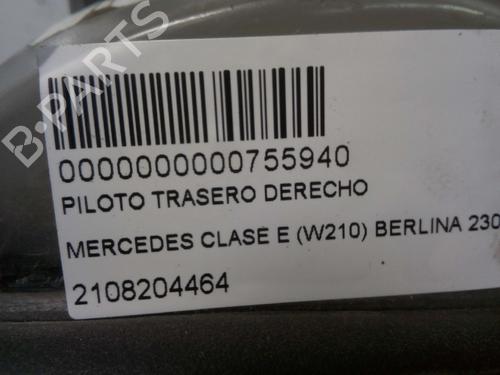 B-PARTS
0000000000755940
PILOTO TRASERO DERECHO
MERCEDES CLASE E (W210) BERLINA 230
2108204464